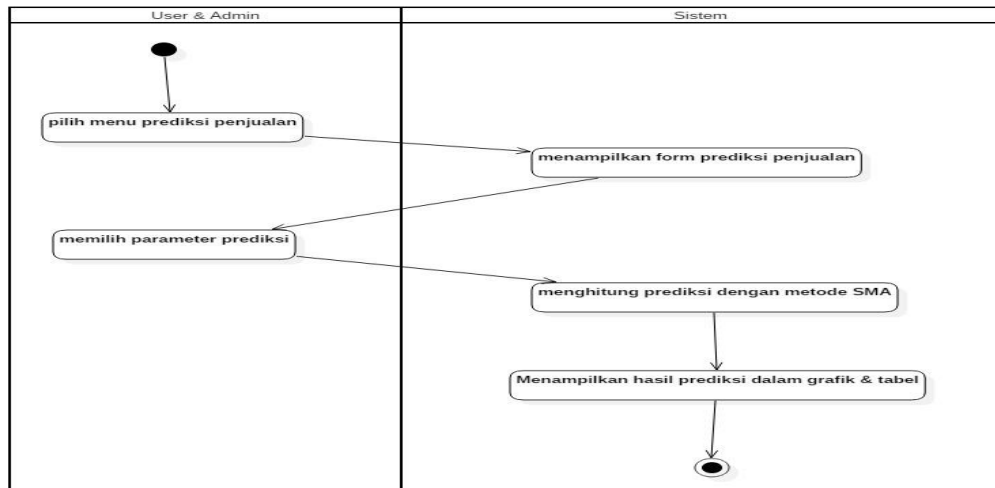 User & Admin
Sistem
pilih menu prediksi penjualan
menampilkan form prediksi penjualan
memilih parameter prediksi
menghitung prediksi dengan metode SMA
Menampilkan hasil prediksi dalam grafik & tabel